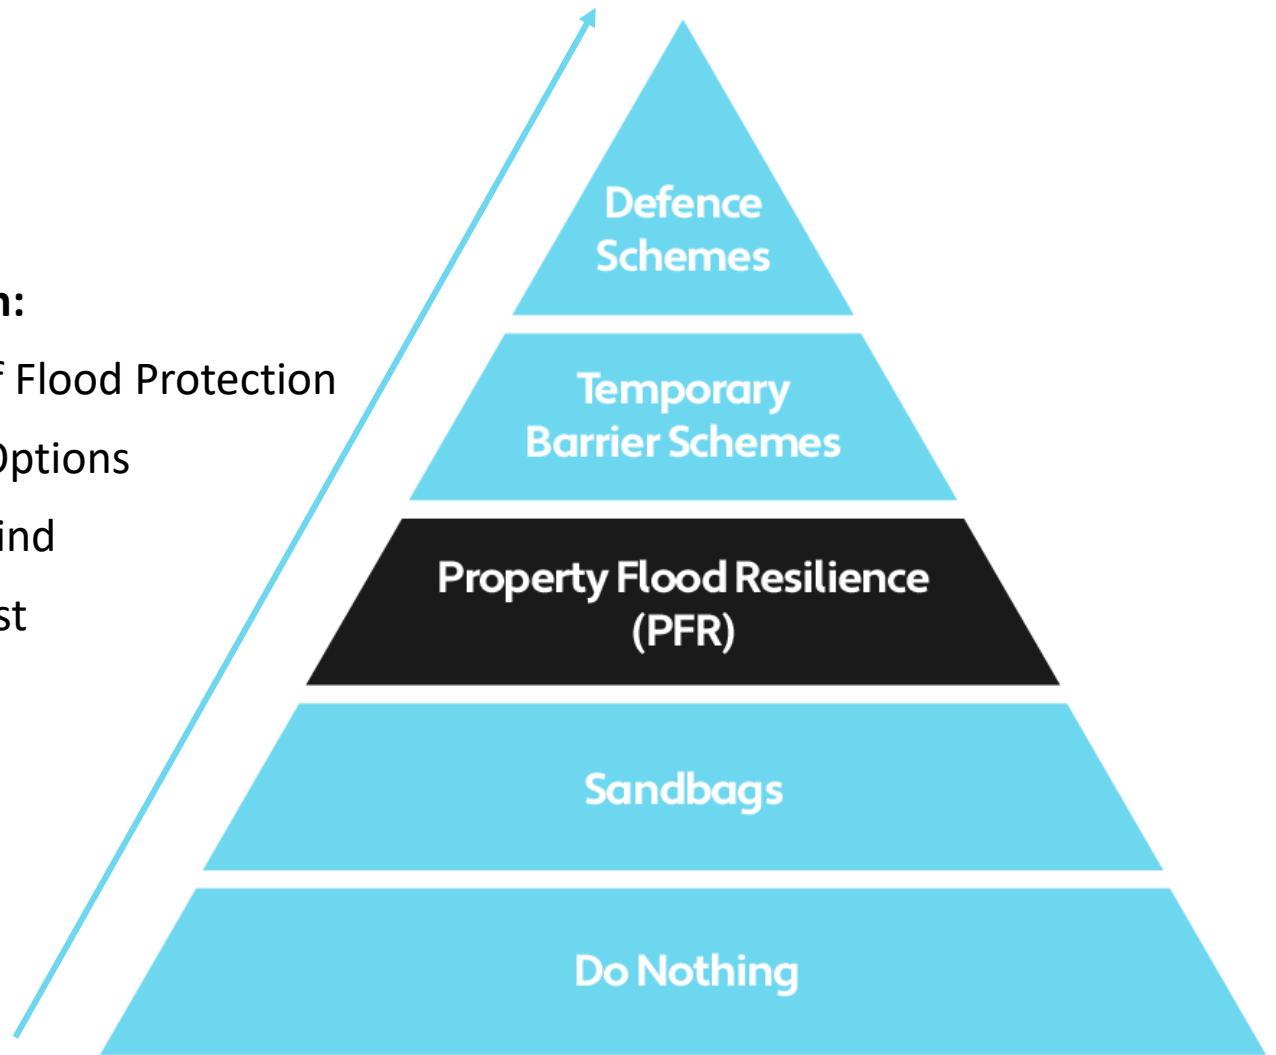 n:
f Flood Protection
Options
ind
st
Defence
Schemes
Temporary
Barrier Schemes
Property Flood Resilience
(PFR)
Sandbags
Do Nothing